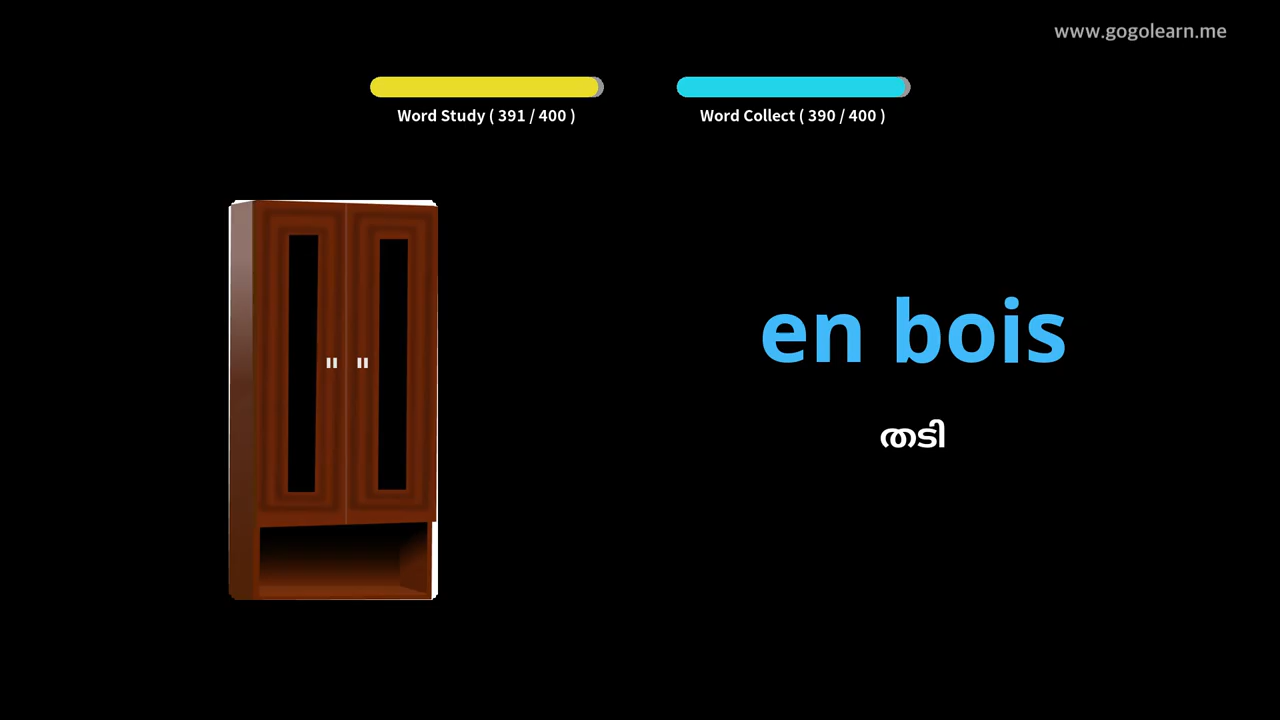 www.gogolearn.me
Word Study ( 391 / 400 )
Word Collect ( 390 / 400 )
en bois
തടി